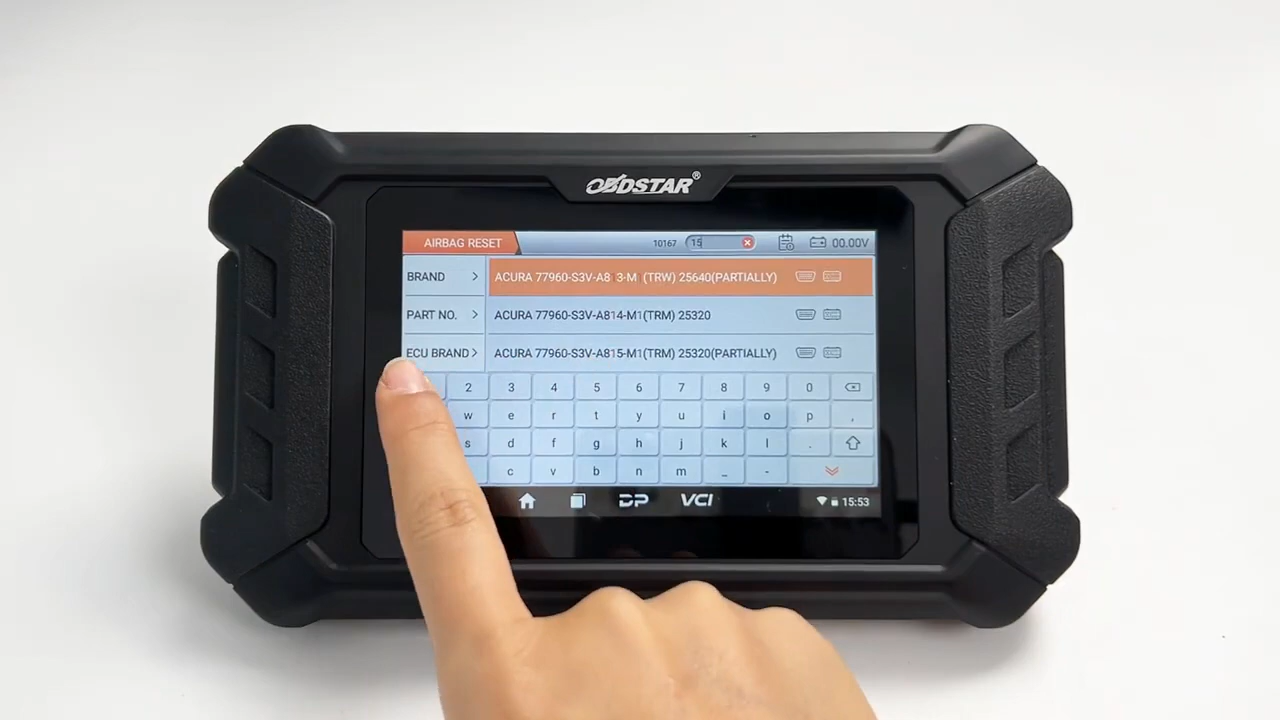 OBDSTAR®
AIRBAG RESET 10167 15 00.00V
BRAND > ACURA 77960-S3V-A813-M1(TRW) 25640(PARTIALLY)
PART NO. > ACURA 77960-S3V-A814-M1(TRM) 25320
ECU BRAND > ACURA 77960-S3V-A815-M1(TRM) 25320(PARTIALLY)
2 3 4 5 6 7 8 9 0
w e r t y u i o p ,
s d f g h j k l .
c v b n m _ -
DP VCI 15:53